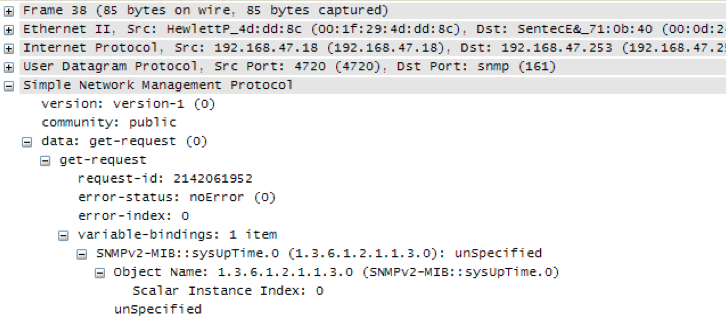 Frame 38 (85 bytes on wire, 85 bytes captured)
Ethernet II, Src: HewlettP_4d:dd:8c (00:1f:29:4d:dd:8c), Dst: SentecE&_71:0b:40 (00:0d:24
Internet Protocol, Src: 192.168.47.18 (192.168.47.18), Dst: 192.168.47.253 (192.168.47.25
User Datagram Protocol, Src Port: 4720 (4720), Dst Port: snmp (161)
Simple Network Management Protocol
version: version-1 (0)
community: public
data: get-request (0)
get-request
request-id: 2142061952
error-status: noError (0)
error-index: 0
variable-bindings: 1 item
SNMPv2-MIB::sysUpTime.0 (1.3.6.1.2.1.1.3.0): unSpecified
Object Name: 1.3.6.1.2.1.1.3.0 (SNMPv2-MIB::sysUpTime.0)
Scalar Instance Index: 0
unSpecified